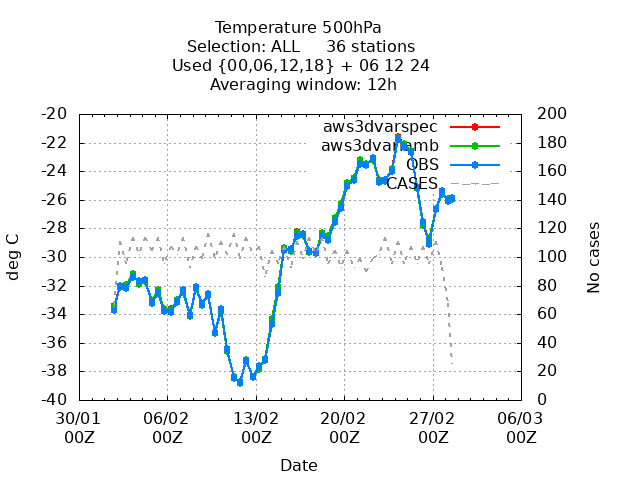 Temperature 500hPa
Selection: ALL 36 stations
Used {00,06,12,18} + 06 12 24
Averaging window: 12h
-20 200
-22 180
-24 160
-26 140
-28 120
-30 100
-32 80
-34 60
-36 40
-38 20
-40 0
aws3dvarspec
OBS
CASES
deg C
No cases
30/01 06/02 13/02 20/02 27/02 06/03
00Z 00Z 00Z 00Z 00Z 00Z
Date